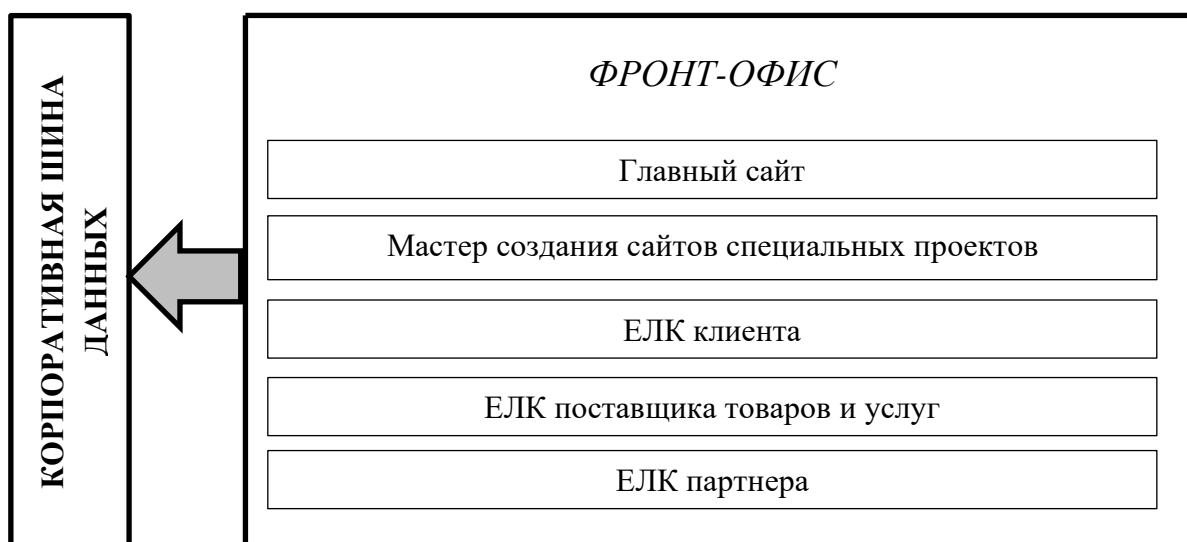 КОРПОРАТИВНАЯ ШИНА
ДАННЫХ
ФРОНТ-ОФИС
Главный сайт
Мастер создания сайтов специальных проектов
ЕЛК клиента
ЕЛК поставщика товаров и услуг
ЕЛК партнера